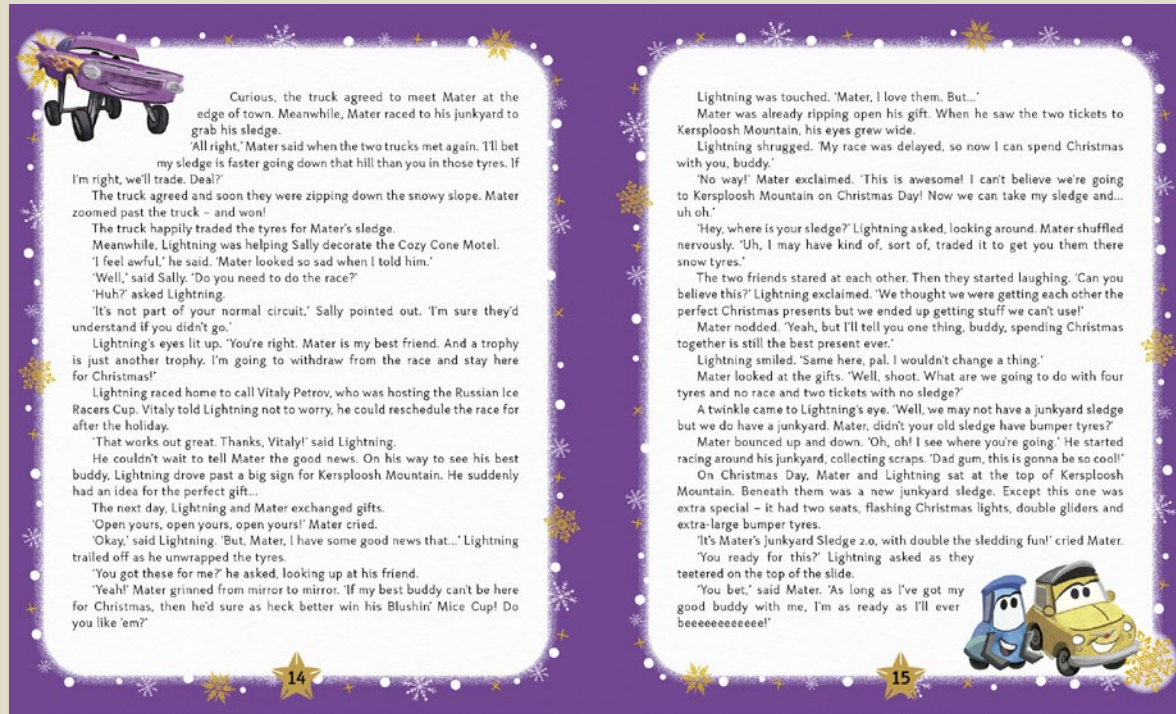 Curious, the truck agreed to meet Mater at the
edge of town. Meanwhile, Mater raced to his junkyard to
grab his sledge.
‘All right,’ Mater said when the two trucks met again. ‘I’ll bet
my sledge is faster going down that hill than you in those tyres. If
I’m right, we’ll trade. Deal?’
The truck agreed and soon they were zipping down the snowy slope. Mater
zoomed past the truck – and won!
The truck happily traded the tyres for Mater’s sledge.
Meanwhile, Lightning was helping Sally decorate the Cozy Cone Motel.
‘I feel awful,’ he said. ‘Mater looked so sad when I told him.’
‘Well,’ said Sally. ‘Do you need to do the race?’
‘Huh?’ asked Lightning.
‘It’s not part of your normal circuit,’ Sally pointed out. ‘I’m sure they’d
understand if you didn’t go.’
Lightning’s eyes lit up. ‘You’re right. Mater is my best friend. And a trophy
is just another trophy. I’m going to withdraw from the race and stay here
for Christmas!’
Lightning raced home to call Vitaly Petrov, who was hosting the Russian Ice
Racers Cup. Vitaly told Lightning not to worry, he could reschedule the race for
after the holiday.
‘That works out great. Thanks, Vitaly!’ said Lightning.
He couldn’t wait to tell Mater the good news. On his way to see his best
buddy, Lightning drove past a big sign for Kersploosh Mountain. He suddenly
had an idea for the perfect gift...
The next day, Lightning and Mater exchanged gifts.
‘Open yours, open yours, open yours!’ Mater cried.
‘Okay,’ said Lightning. ‘But, Mater, I have some good news that...’ Lightning
trailed off as he unwrapped the tyres.
‘You got these for me?’ he asked, looking up at his friend.
‘Yeah!’ Mater grinned from mirror to mirror. ‘If my best buddy can’t be here
for Christmas, then he’d sure as heck better win his Blushin’ Mice Cup! Do
you like ’em?’
14
Lightning was touched. ‘Mater, I love them. But...’
Mater was already ripping open his gift. When he saw the two tickets to
Kersploosh Mountain, his eyes grew wide.
Lightning shrugged. ‘My race was delayed, so now I can spend Christmas
with you, buddy.’
‘No way!’ Mater exclaimed. ‘This is awesome! I can’t believe we’re going
to Kersploosh Mountain on Christmas Day! Now we can take my sledge and...
uh oh.’
‘Hey, where is your sledge?’ Lightning asked, looking around. Mater shuffled
nervously. ‘Uh, I may have kind of, sort of, traded it to get you them there
snow tyres.’
The two friends stared at each other. Then they started laughing. ‘Can you
believe this?’ Lightning exclaimed. ‘We thought we were getting each other the
perfect Christmas presents but we ended up getting stuff we can’t use!’
Mater nodded. ‘Yeah, but I’ll tell you one thing, buddy, spending Christmas
together is still the best present ever.’
Lightning smiled. ‘Same here, pal. I wouldn’t change a thing.’
Mater looked at the gifts. ‘Well, shoot. What are we going to do with four
tyres and no race and two tickets with no sledge?’
A twinkle came to Lightning’s eye. ‘Well, we may not have a junkyard sledge
but we do have a junkyard. Mater, didn’t your old sledge have bumper tyres?’
Mater bounced up and down. ‘Oh, oh! I see where you’re going.’ He started
racing around his junkyard, collecting scraps. ‘Dad gum, this is gonna be so cool!’
On Christmas Day, Mater and Lightning sat at the top of Kersploosh
Mountain. Beneath them was a new junkyard sledge. Except this one was
extra special – it had two seats, flashing Christmas lights, double gliders and
extra-large bumper tyres.
‘It’s Mater’s Junkyard Sledge 2.0, with double the sledding fun!’ cried Mater.
‘You ready for this?’ Lightning asked as they
teetered on the top of the slide.
‘You bet,’ said Mater. ‘As long as I’ve got my
good buddy with me, I’m as ready as I’ll ever
beeeeeeeeeeee!’
15